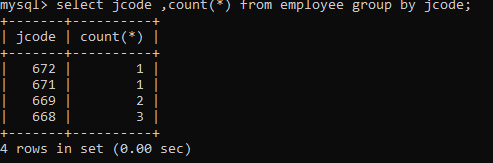 mysql> select jcode ,count(*) from employee group by jcode;
+-------+----------+
| jcode | count(*) |
+-------+----------+
|   672 |        1 |
|   671 |        1 |
|   669 |        2 |
|   668 |        3 |
+-------+----------+
4 rows in set (0.00 sec)